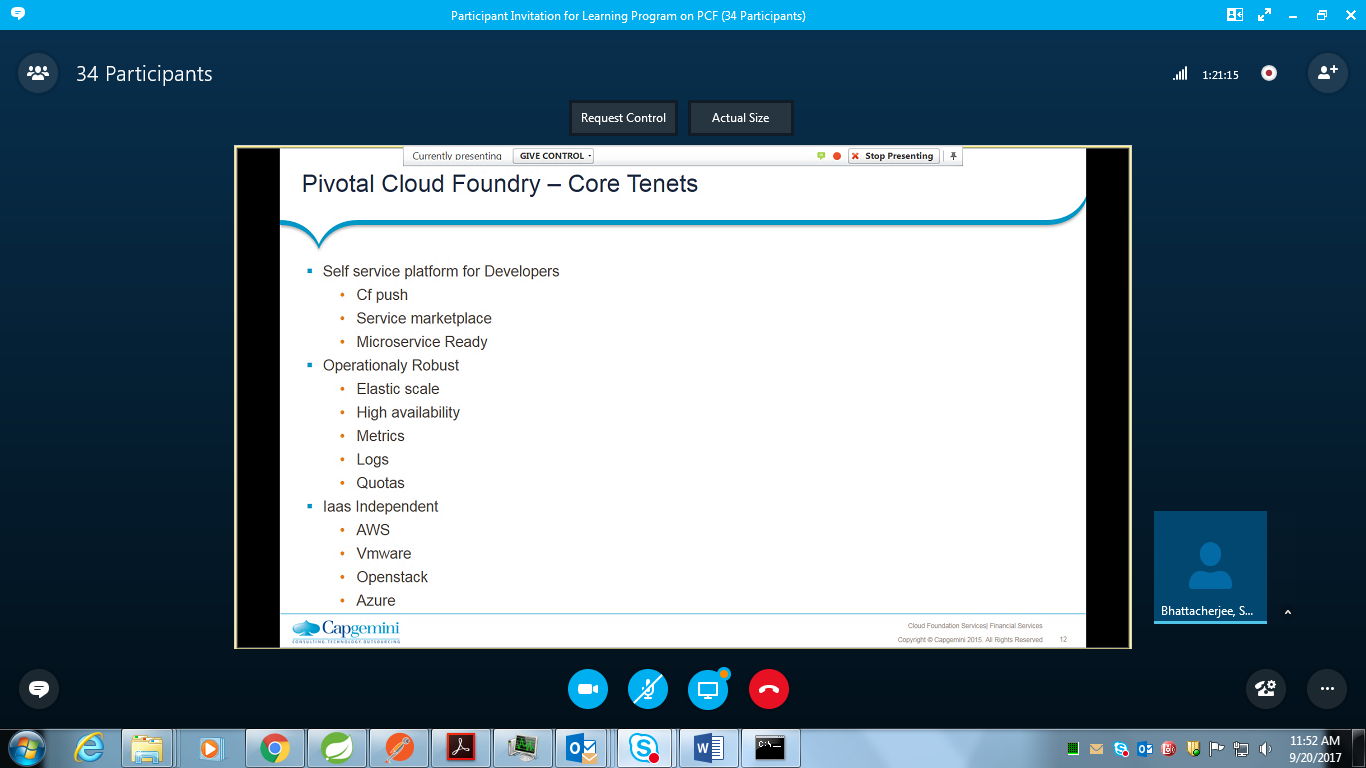 Participant Invitation for Learning Program on PCF (34 Participants)
34 Participants
1:21:15
Request Control
Actual Size
Currently presenting
GIVE CONTROL
Stop Presenting
Pivotal Cloud Foundry – Core Tenets
Self service platform for Developers
Cf push
Service marketplace
Microservice Ready
Operationaly Robust
Elastic scale
High availability
Metrics
Logs
Quotas
Iaas Independent
AWS
Vmware
Openstack
Azure
Capgemini
CONSULTING.TECHNOLOGY.OUTSOURCING
Cloud Foundation Services| Financial Services
Copyright © Capgemini 2015. All Rights Reserved
12
Bhattacherjee, S...
C:\
11:52 AM
9/20/2017